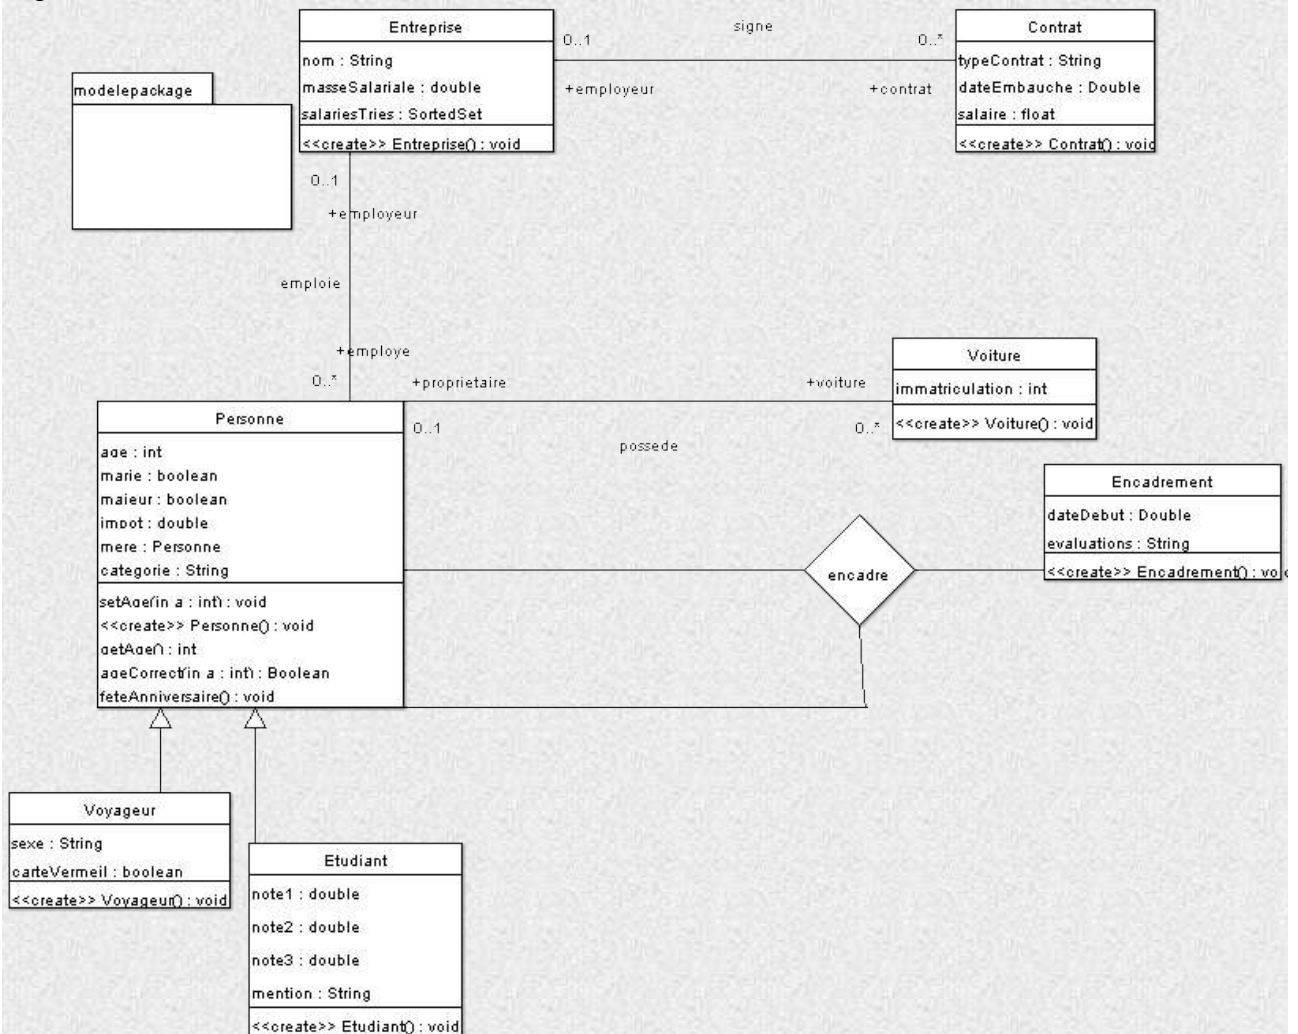 Entreprise
nom : String
masseSalariale : double
salariesTries : SortedSet
<<create>> Entreprise() : void
0..1
signe
0..*
+employeur
+contrat
Contrat
typeContrat : String
dateEmbauche : Double
salaire : float
<<create>> Contrat() : void
modelepackage
0..1
+employeur
emploie
+employe
0..*
+proprietaire
+voiture
0..1
0..*
possede
Voiture
immatriculation : int
<<create>> Voiture() : void
Personne
age : int
marie : boolean
majeur : boolean
impot : double
mere : Personne
categorie : String
setAge(in a : int) : void
<<create>> Personne() : void
getAge() : int
ageCorrect(in a : int) : Boolean
feteAnniversaire() : void
encadre
Encadrement
dateDebut : Double
evaluations : String
<<create>> Encadrement() : voi
Voyageur
sexe : String
carteVermeil : boolean
<<create>> Voyageur() : void
Etudiant
note1 : double
note2 : double
note3 : double
mention : String
<<create>> Etudiant() : void